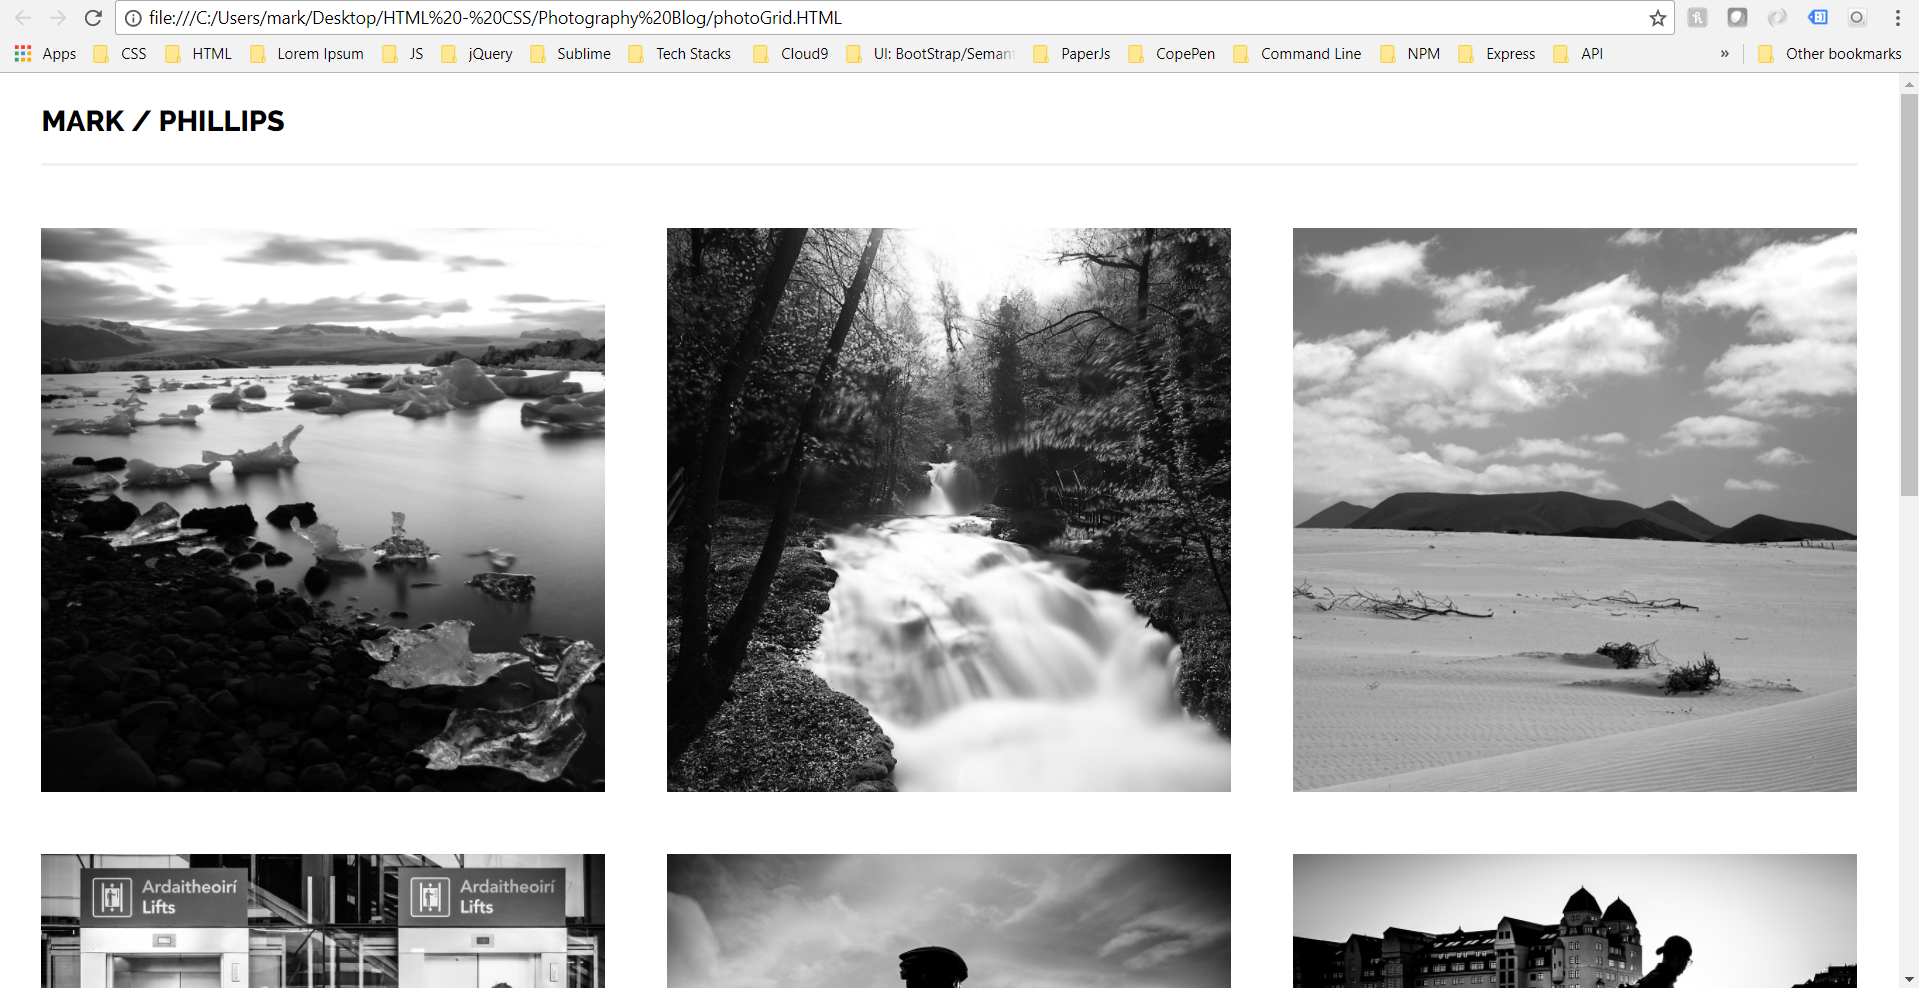 file:///C:/Users/mark/Desktop/HTML%20-%20CSS/Photography%20Blog/photoGrid.HTML
Apps CSS HTML Lorem Ipsum JS jQuery Sublime Tech Stacks Cloud9 UI: BootStrap/Seman PaperJs CopePen Command Line NPM Express API » Other bookmarks
MARK / PHILLIPS
Ardaitheoirí Ardaitheoirí
Lifts Lifts